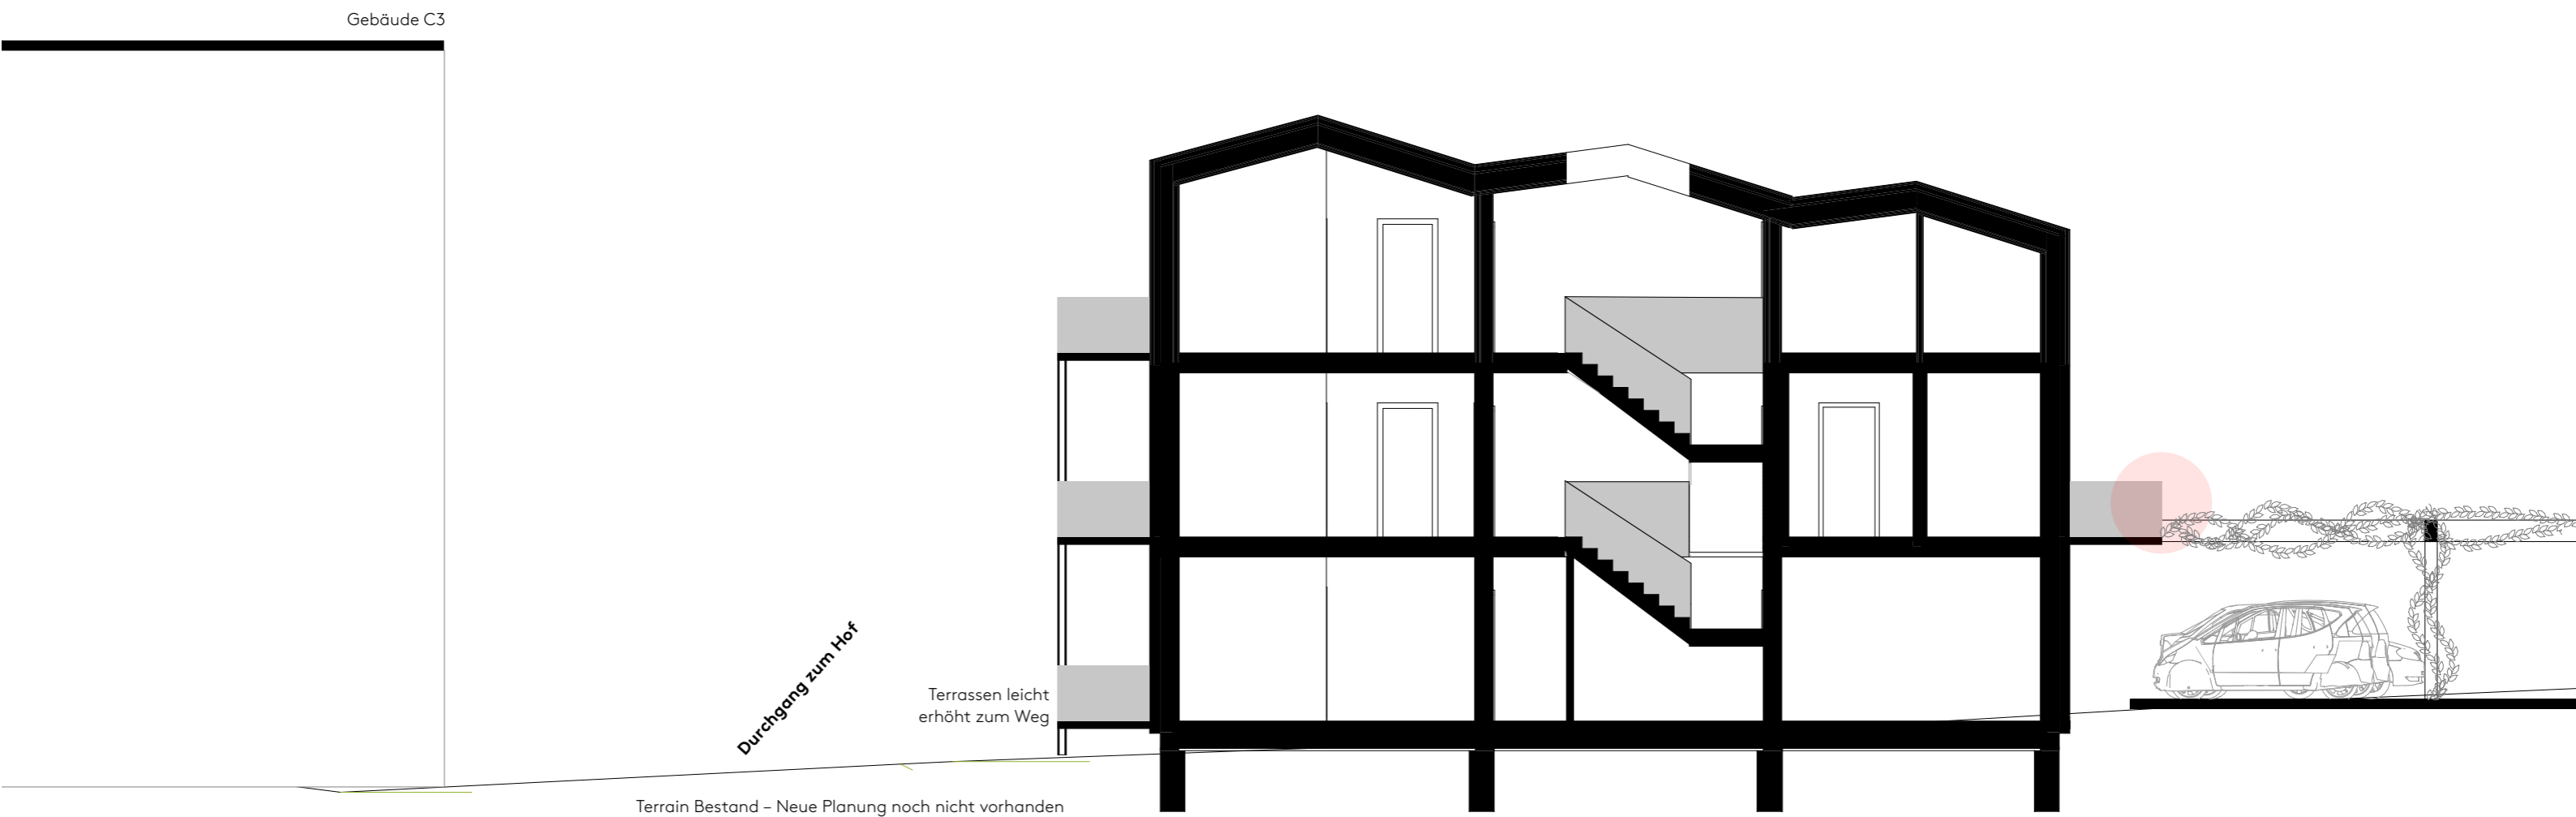 Gebäude C3
Durchgang zum Hof
Terrassen leicht
erhöht zum Weg
Terrain Bestand – Neue Planung noch nicht vorhanden